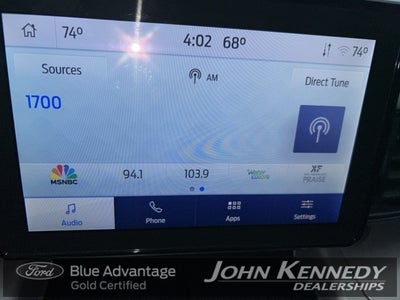 74° 4:02 68° 74°
Sources AM Direct Tune
1700
MSNBC 94.1 103.9 PRAISE
Audio Phone Apps Settings
Ford Blue Advantage
Gold Certified
JOHN KENNEDY
DEALERSHIPS